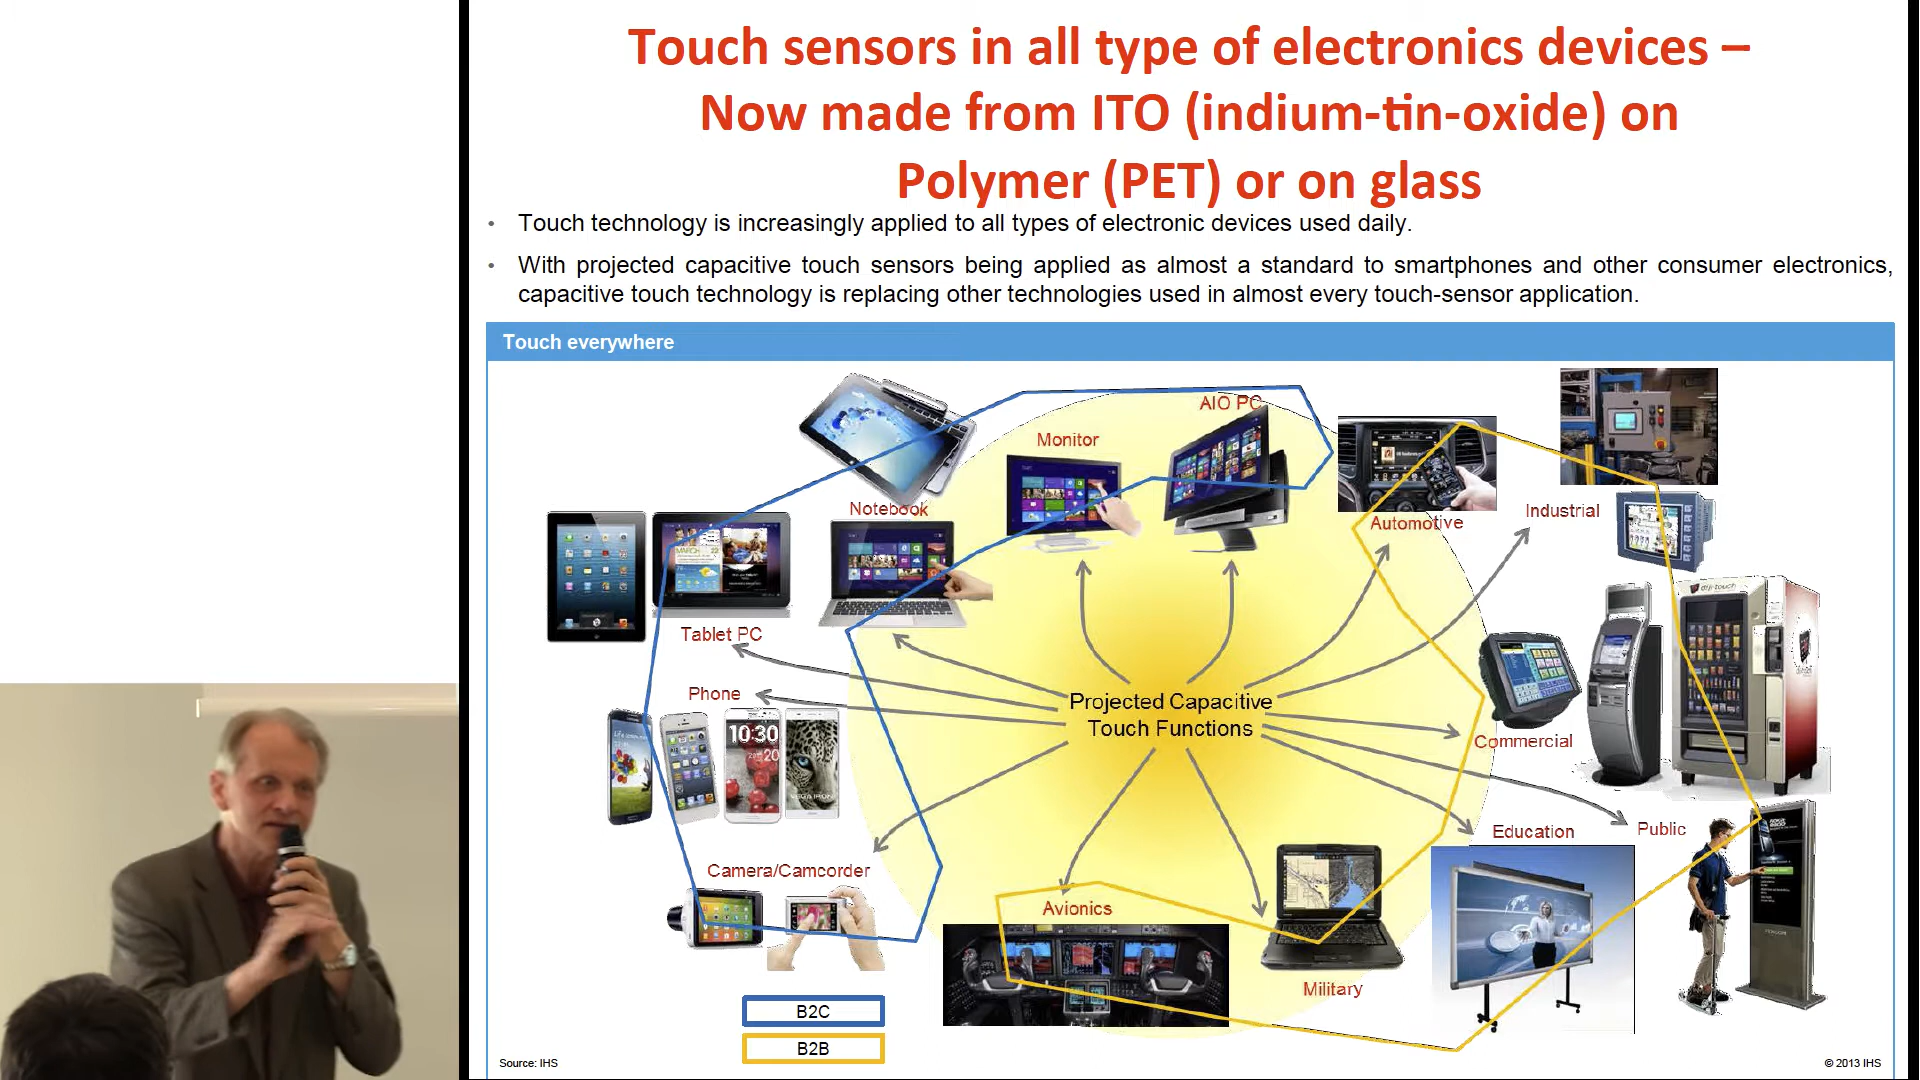 Touch sensors in all type of electronics devices –
Now made from ITO (indium-tin-oxide) on
Polymer (PET) or on glass
• Touch technology is increasingly applied to all types of electronic devices used daily.
• With projected capacitive touch sensors being applied as almost a standard to smartphones and other consumer electronics,
capacitive touch technology is replacing other technologies used in almost every touch-sensor application.
Touch everywhere
AIO PC
Monitor
Notebook
Automotive
Industrial
Tablet PC
Phone
10:30
Projected Capacitive
Touch Functions
Commercial
Education
Public
Camera/Camcorder
Avionics
Military
B2C
B2B
Source: IHS
© 2013 IHS